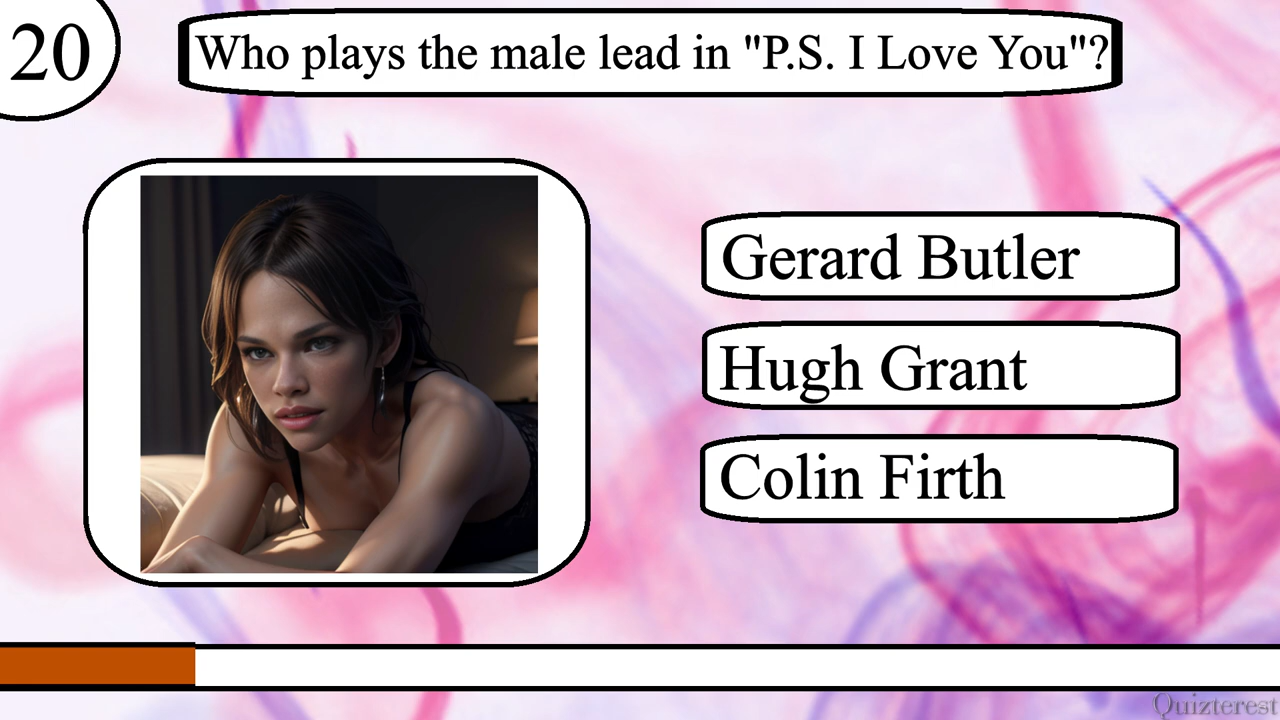 20
Who plays the male lead in "P.S. I Love You"?
Gerard Butler
Hugh Grant
Colin Firth
Quizterest